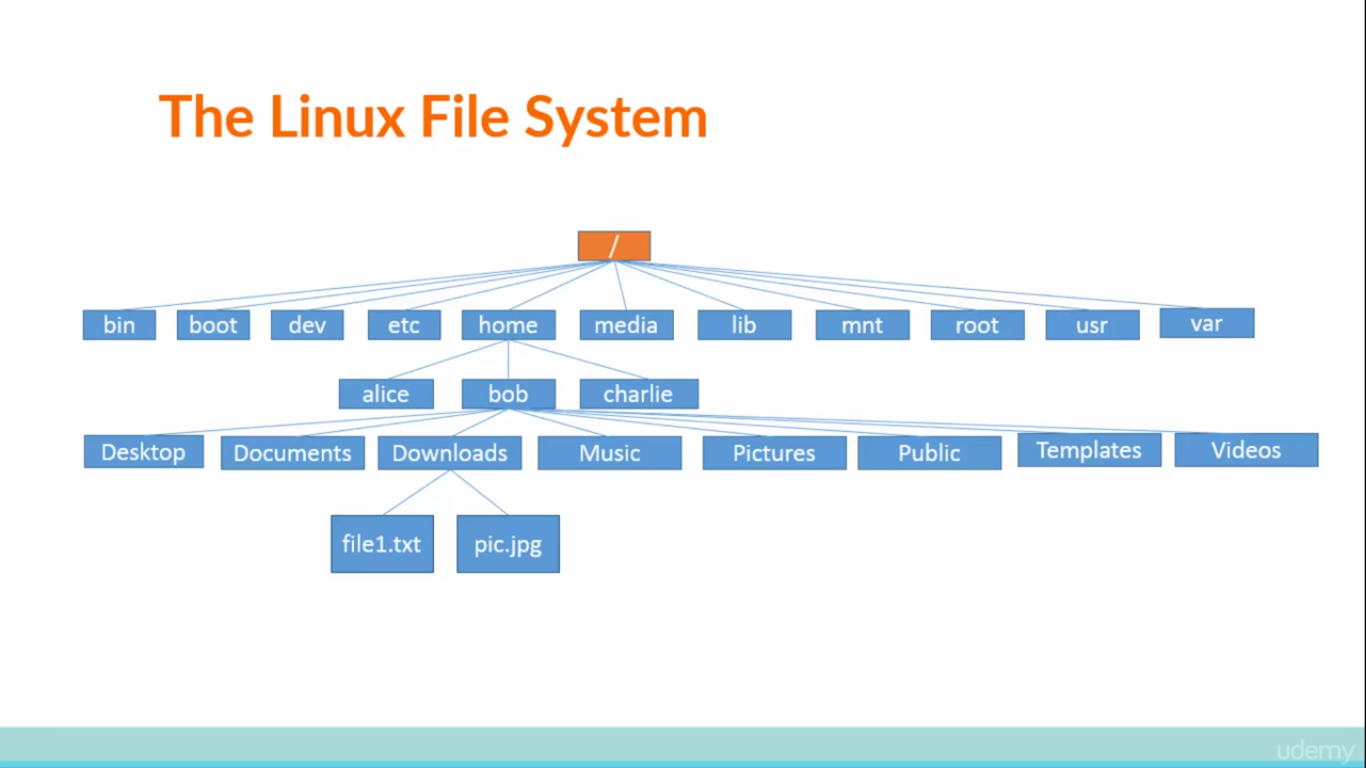 The Linux File System
/
bin boot dev etc home media lib mnt root usr var
alice bob charlie
Desktop Documents Downloads Music Pictures Public Templates Videos
file1.txt pic.jpg
udemy